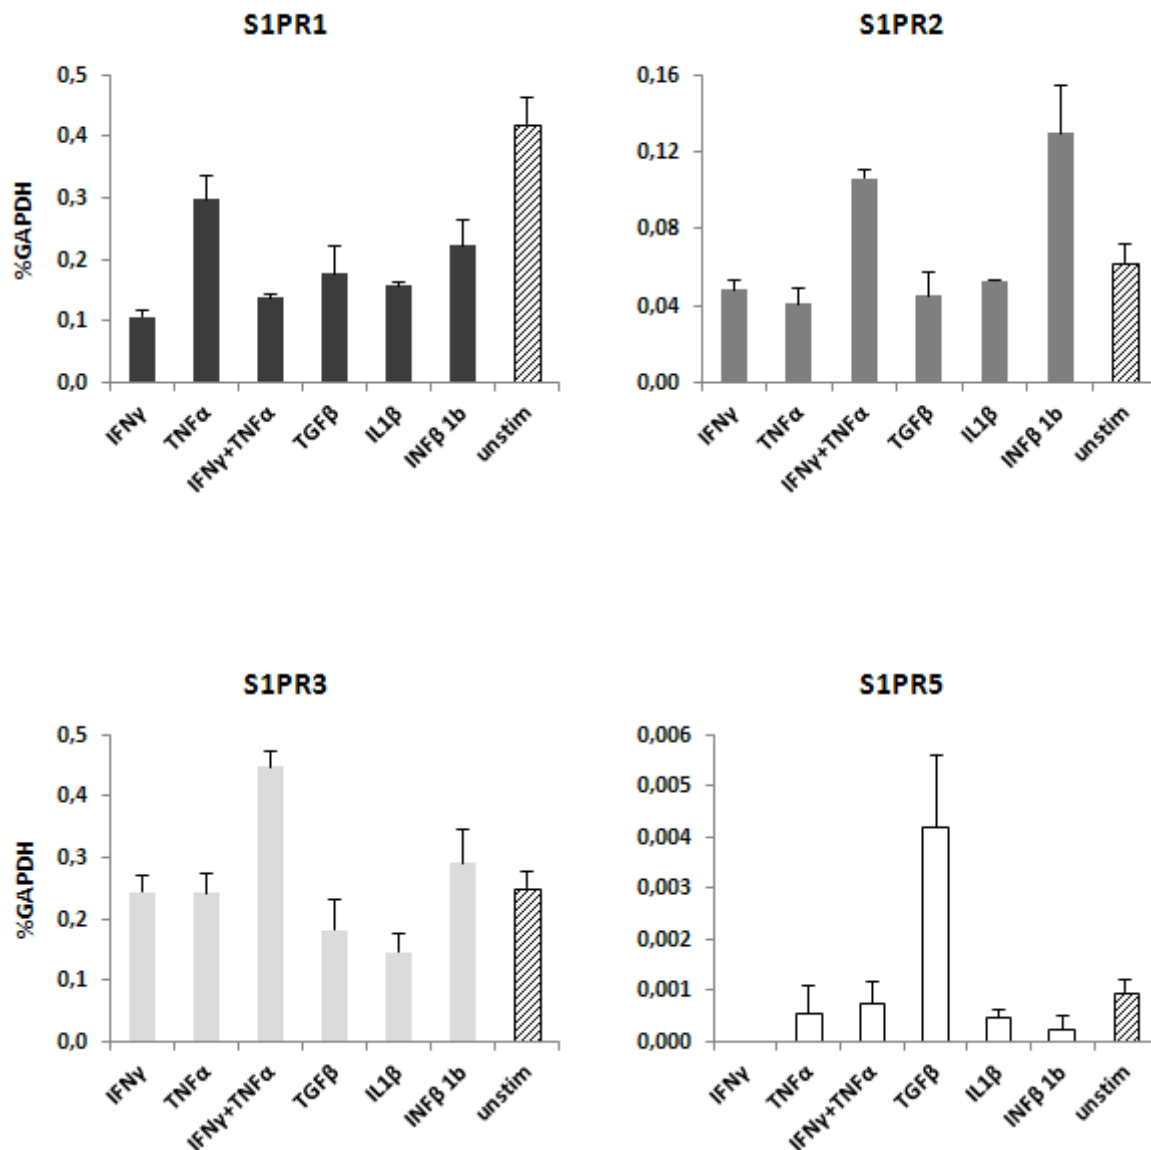 S1PR1
%GAPDH
0,5
0,4
0,3
0,2
0,1
0,0
IFNγ
TNFα
IFNγ+TNFα
TGFβ
IL1β
INFβ 1b
unstim
S1PR2
0,16
0,12
0,08
0,04
0,00
IFNγ
TNFα
IFNγ+TNFα
TGFβ
IL1β
INFβ 1b
unstim
S1PR3
%GAPDH
0,5
0,4
0,3
0,2
0,1
0,0
IFNγ
TNFα
IFNγ+TNFα
TGFβ
IL1β
INFβ 1b
unstim
S1PR5
0,006
0,005
0,004
0,003
0,002
0,001
0,000
IFNγ
TNFα
IFNγ+TNFα
TGFβ
IL1β
INFβ 1b
unstim